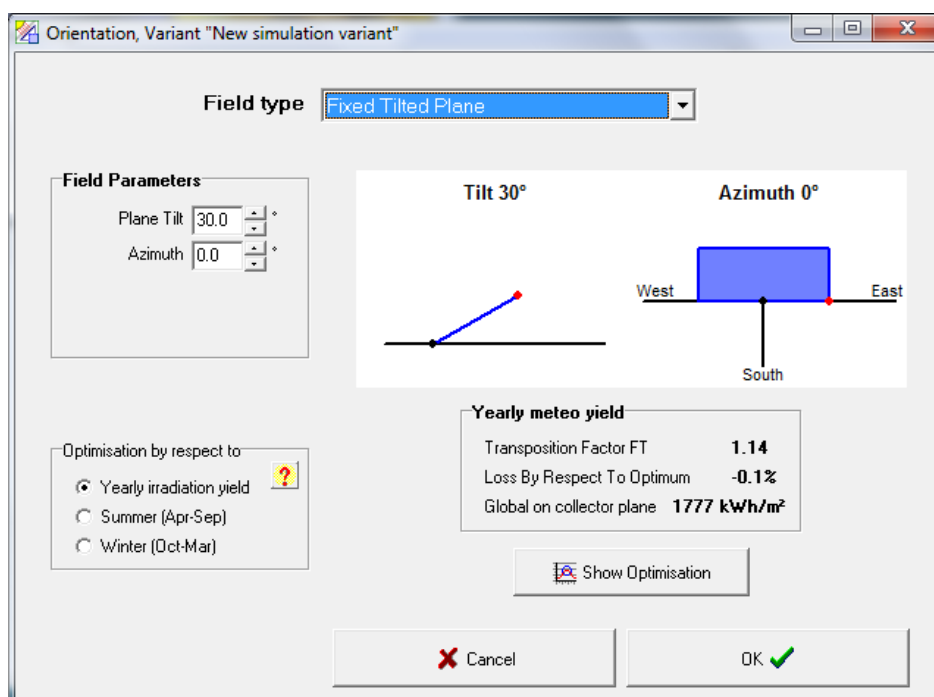 Orientation, Variant "New simulation variant"
Field type Fixed Tilted Plane
Field Parameters
Plane Tilt 30.0 °
Azimuth 0.0 °
Tilt 30° Azimuth 0°
West East
South
Yearly meteo yield
Transposition Factor FT 1.14
Loss By Respect To Optimum -0.1%
Global on collector plane 1777 kWh/m²
Optimisation by respect to
?
Yearly irradiation yield
Summer (Apr-Sep)
Winter (Oct-Mar)
Show Optimisation
Cancel OK